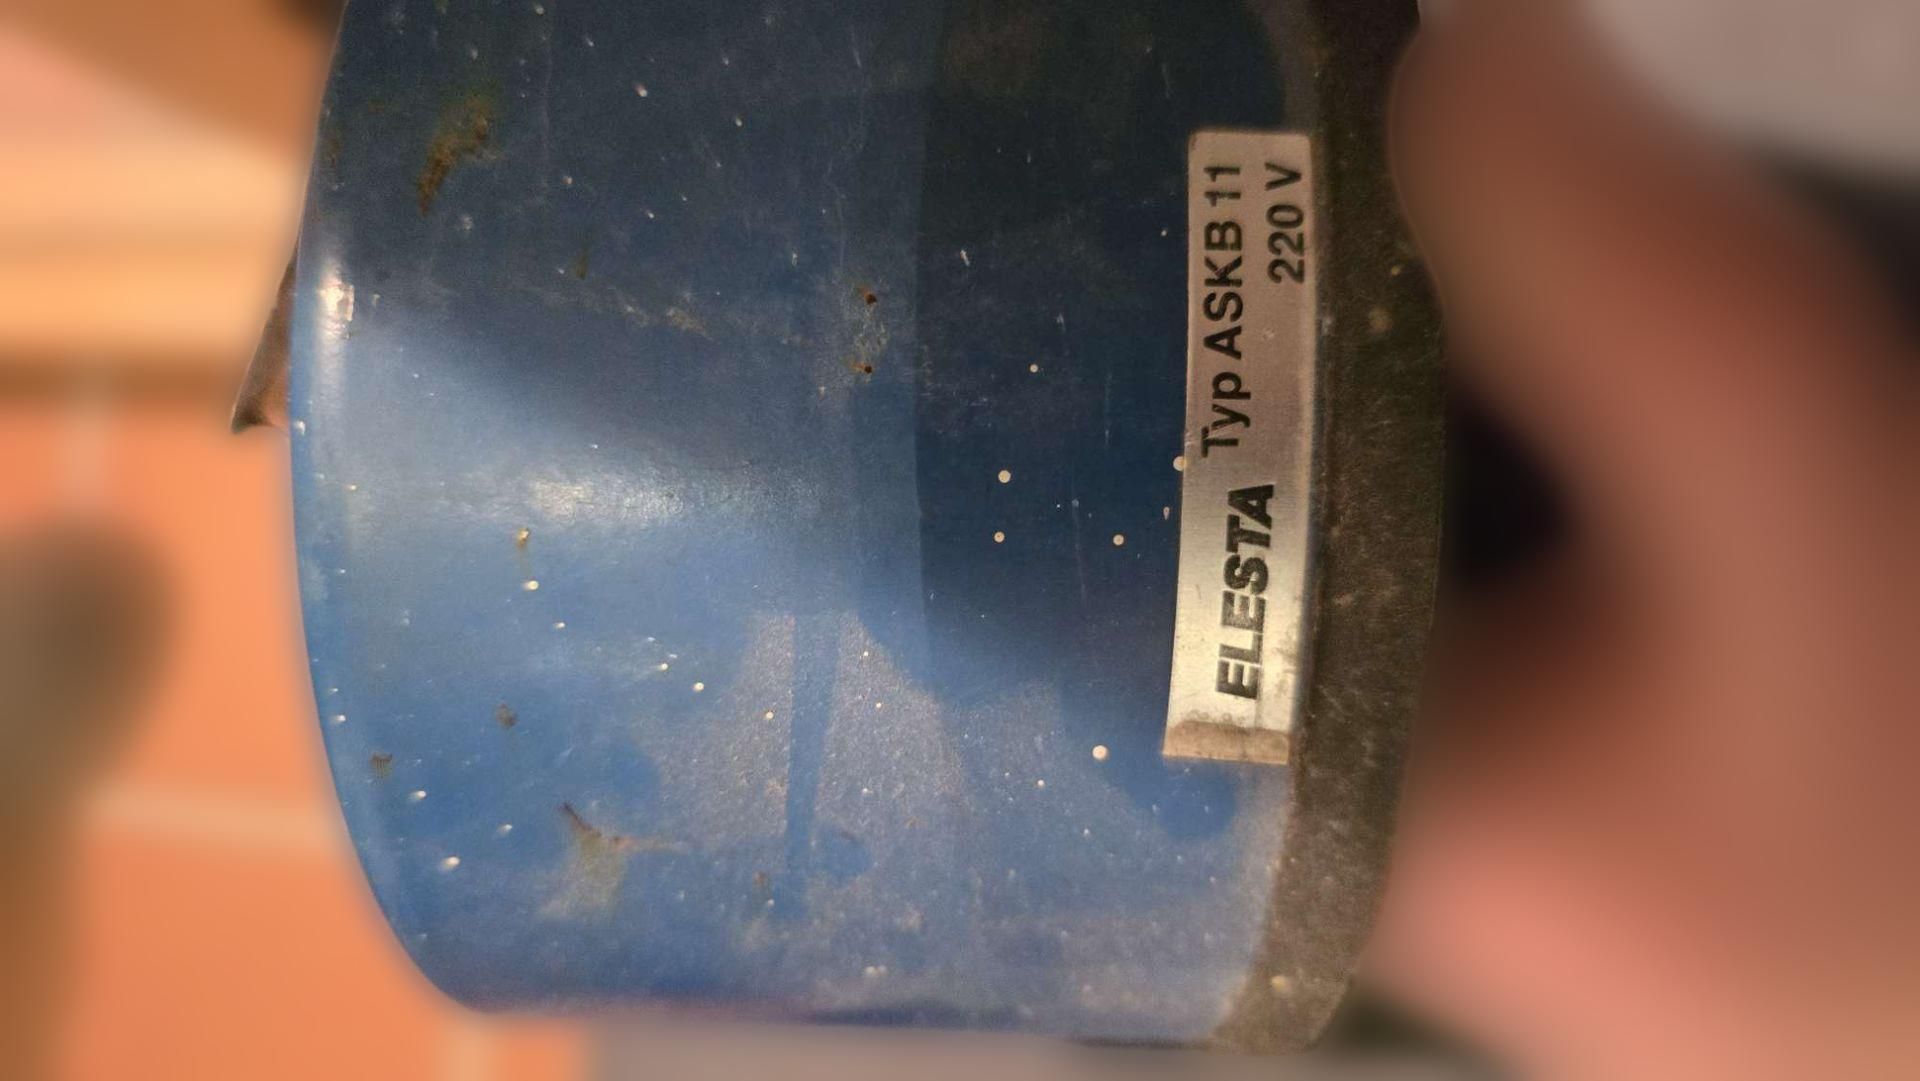 ELESTA Typ ASKB 11
220 V